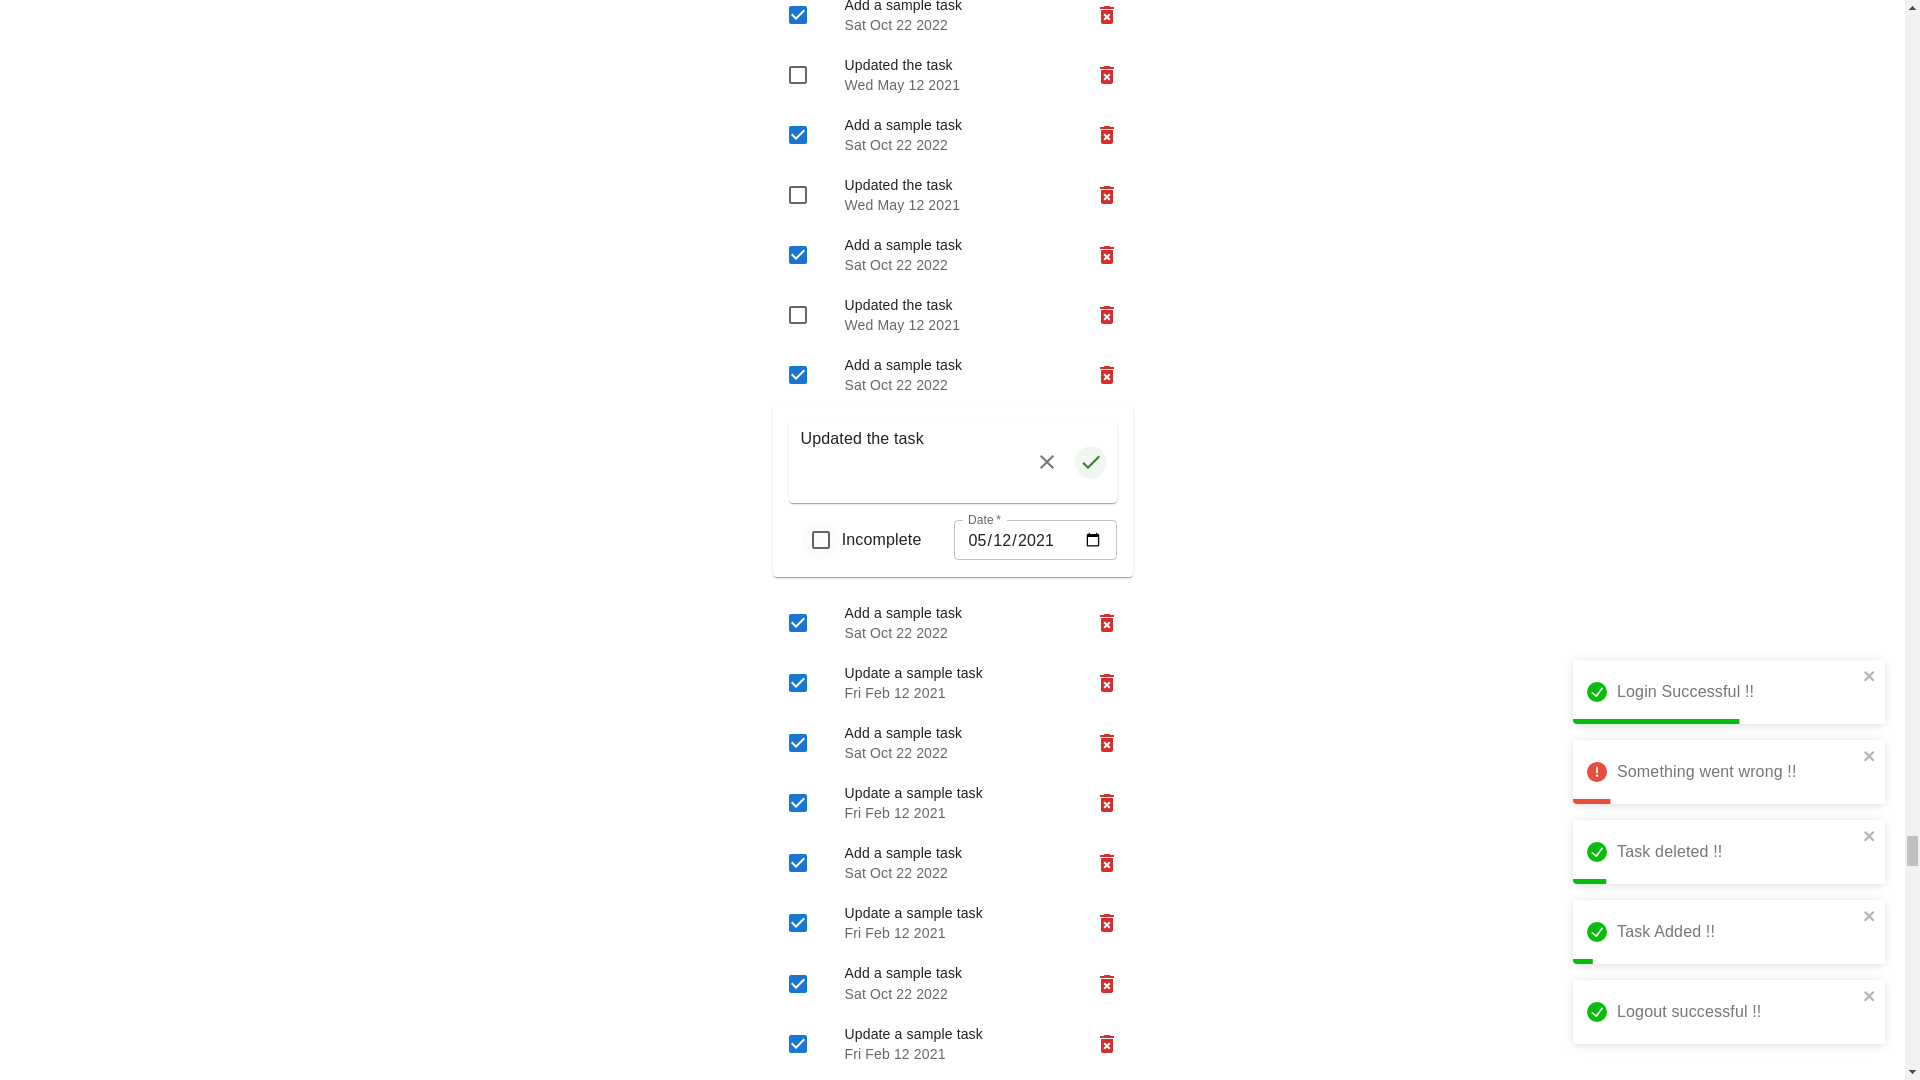 Add a sample task
Sat Oct 22 2022
Updated the task
Wed May 12 2021
Add a sample task
Sat Oct 22 2022
Updated the task
Wed May 12 2021
Add a sample task
Sat Oct 22 2022
Updated the task
Wed May 12 2021
Add a sample task
Sat Oct 22 2022
Updated the task
Incomplete
Date *
05/12/2021
Add a sample task
Sat Oct 22 2022
Update a sample task
Fri Feb 12 2021
Add a sample task
Sat Oct 22 2022
Update a sample task
Fri Feb 12 2021
Add a sample task
Sat Oct 22 2022
Update a sample task
Fri Feb 12 2021
Add a sample task
Sat Oct 22 2022
Update a sample task
Fri Feb 12 2021
Login Successful !!
Something went wrong !!
Task deleted !!
Task Added !!
Logout successful !!